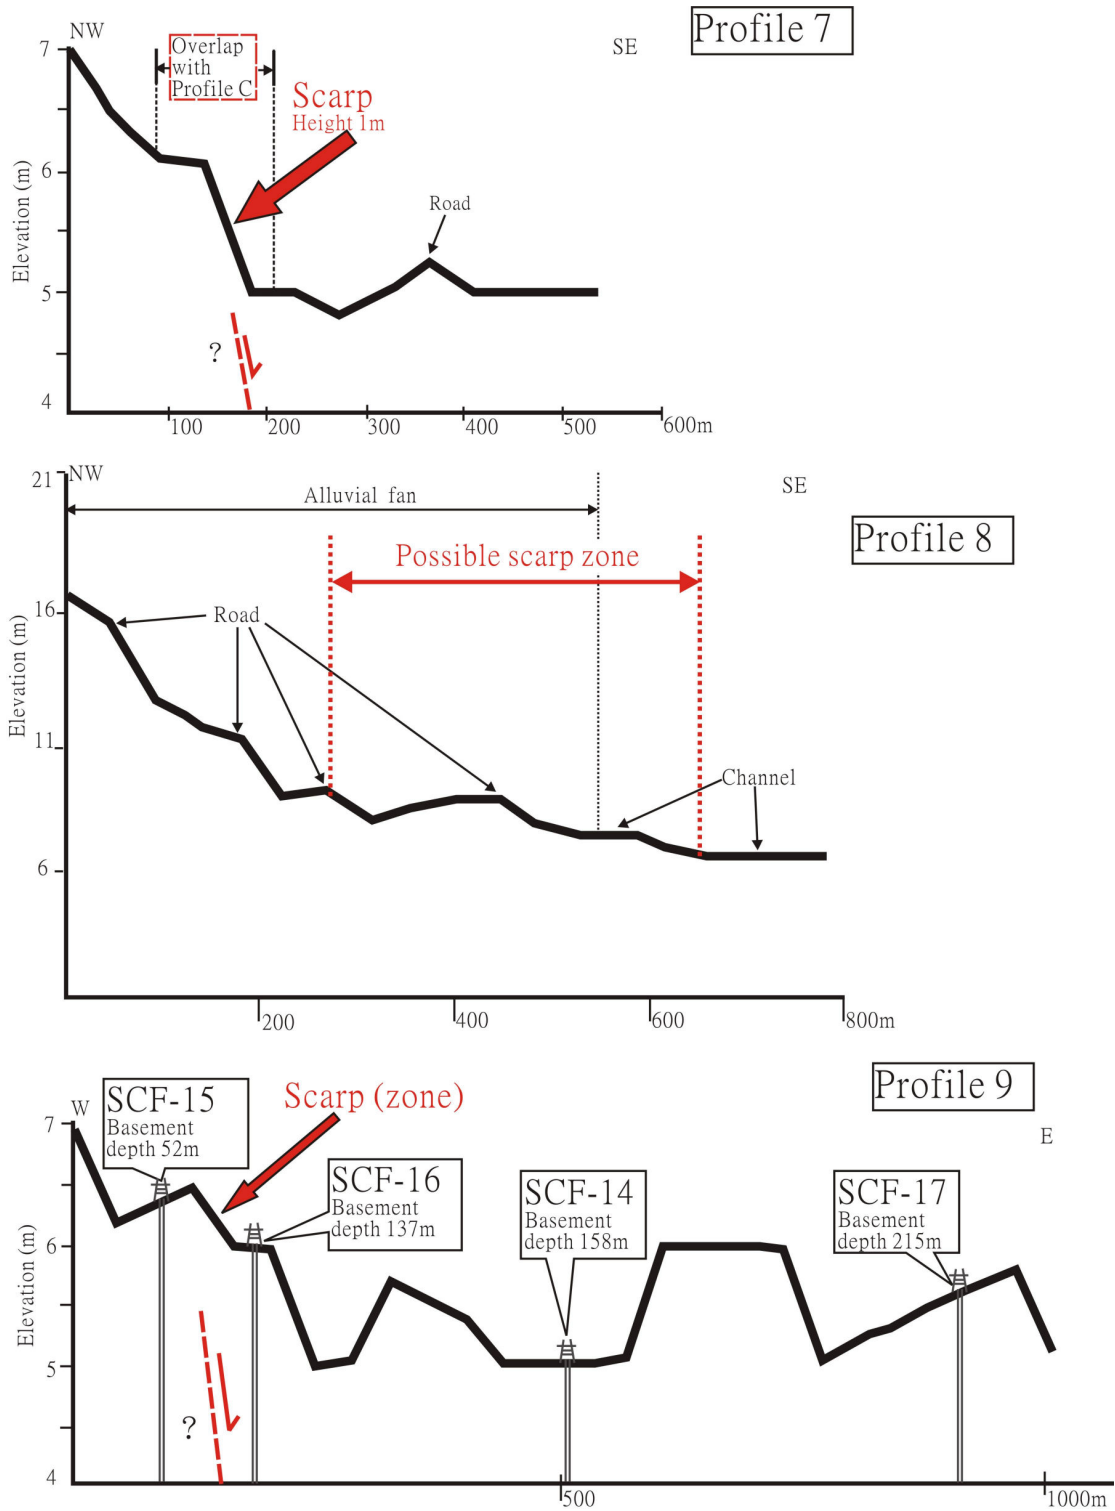 Profile 7
NW
SE
7
6
5
4
Elevation (m)
Overlap
with
Profile C
Scarp
Height 1m
Road
?
100
200
300
400
500
600m
Profile 8
NW
SE
21
16
11
6
Elevation (m)
Alluvial fan
Possible scarp zone
Road
Channel
200
400
600
800m
Profile 9
W
E
7
6
5
4
Elevation (m)
SCF-15
Basement
depth 52m
Scarp (zone)
SCF-16
Basement
depth 137m
SCF-14
Basement
depth 158m
SCF-17
Basement
depth 215m
?
500
1000m